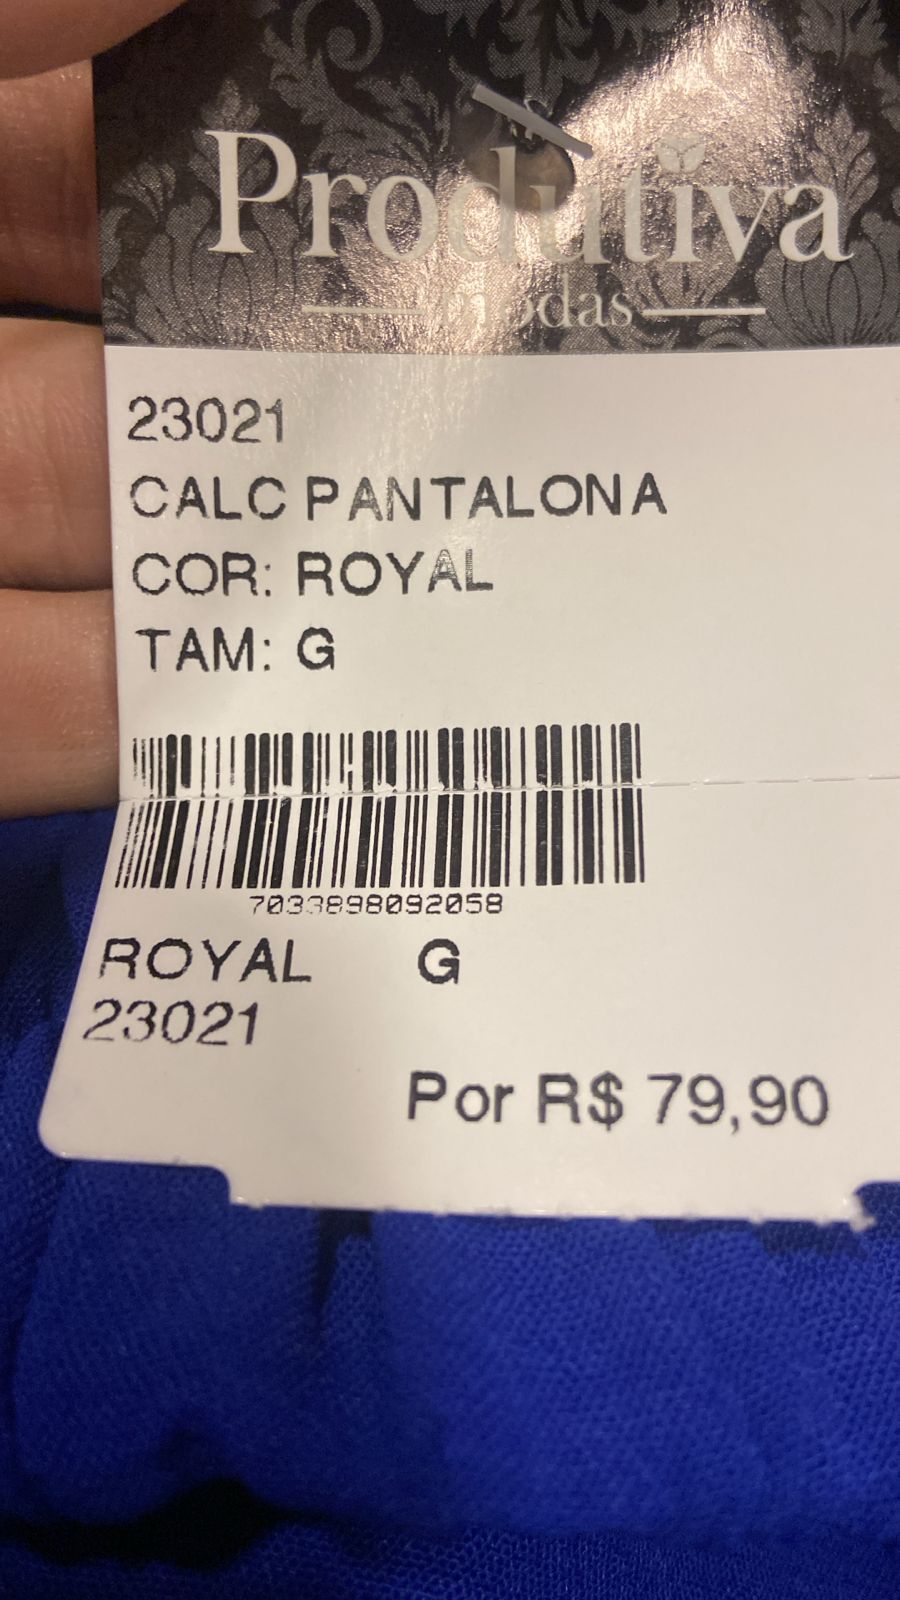 Produtiva
modas
23021
CALC PANTALONA
COR: ROYAL
TAM: G
7033898092058
ROYAL G
23021
Por R$ 79,90